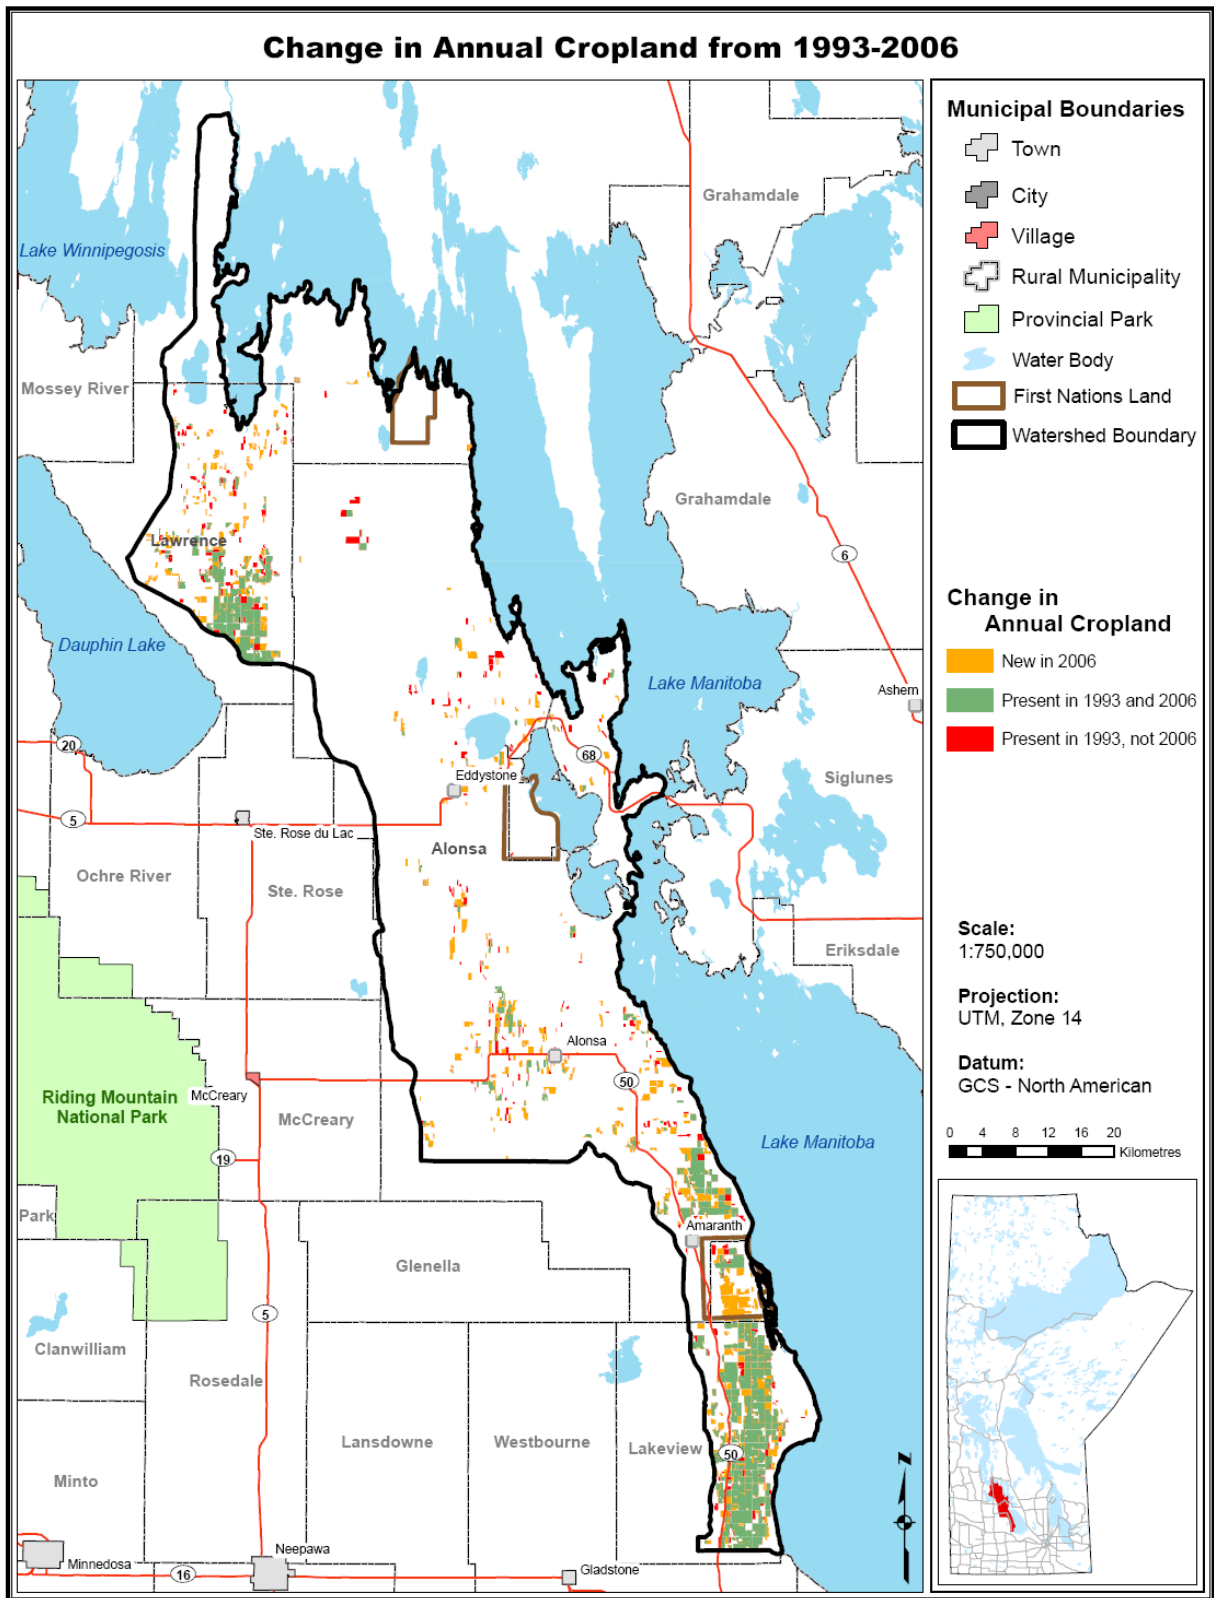 Change in Annual Cropland from 1993-2006
Grahamdale
Lake Winnipegosis
Mossey River
Grahamdale
Lawrence
6
Dauphin Lake
Lake Manitoba
Ashern
20
68
Eddystone
Siglunes
5
Ste. Rose du Lac
Alonsa
Ochre River
Ste. Rose
Eriksdale
Alonsa
50
McCreary
Riding Mountain
National Park
McCreary
Lake Manitoba
19
Park
Amaranth
Glenella
5
Clanwilliam
Rosedale
Lansdowne
Westbourne
Lakeview
50
Minto
Neepawa
Minnedosa
16
Gladstone
Z
Municipal Boundaries
Town
City
Village
Rural Municipality
Provincial Park
Water Body
First Nations Land
Watershed Boundary
Change in
Annual Cropland
New in 2006
Present in 1993 and 2006
Present in 1993, not 2006
Scale:
1:750,000
Projection:
UTM, Zone 14
Datum:
GCS - North American
0 4 8 12 16 20
Kilometres